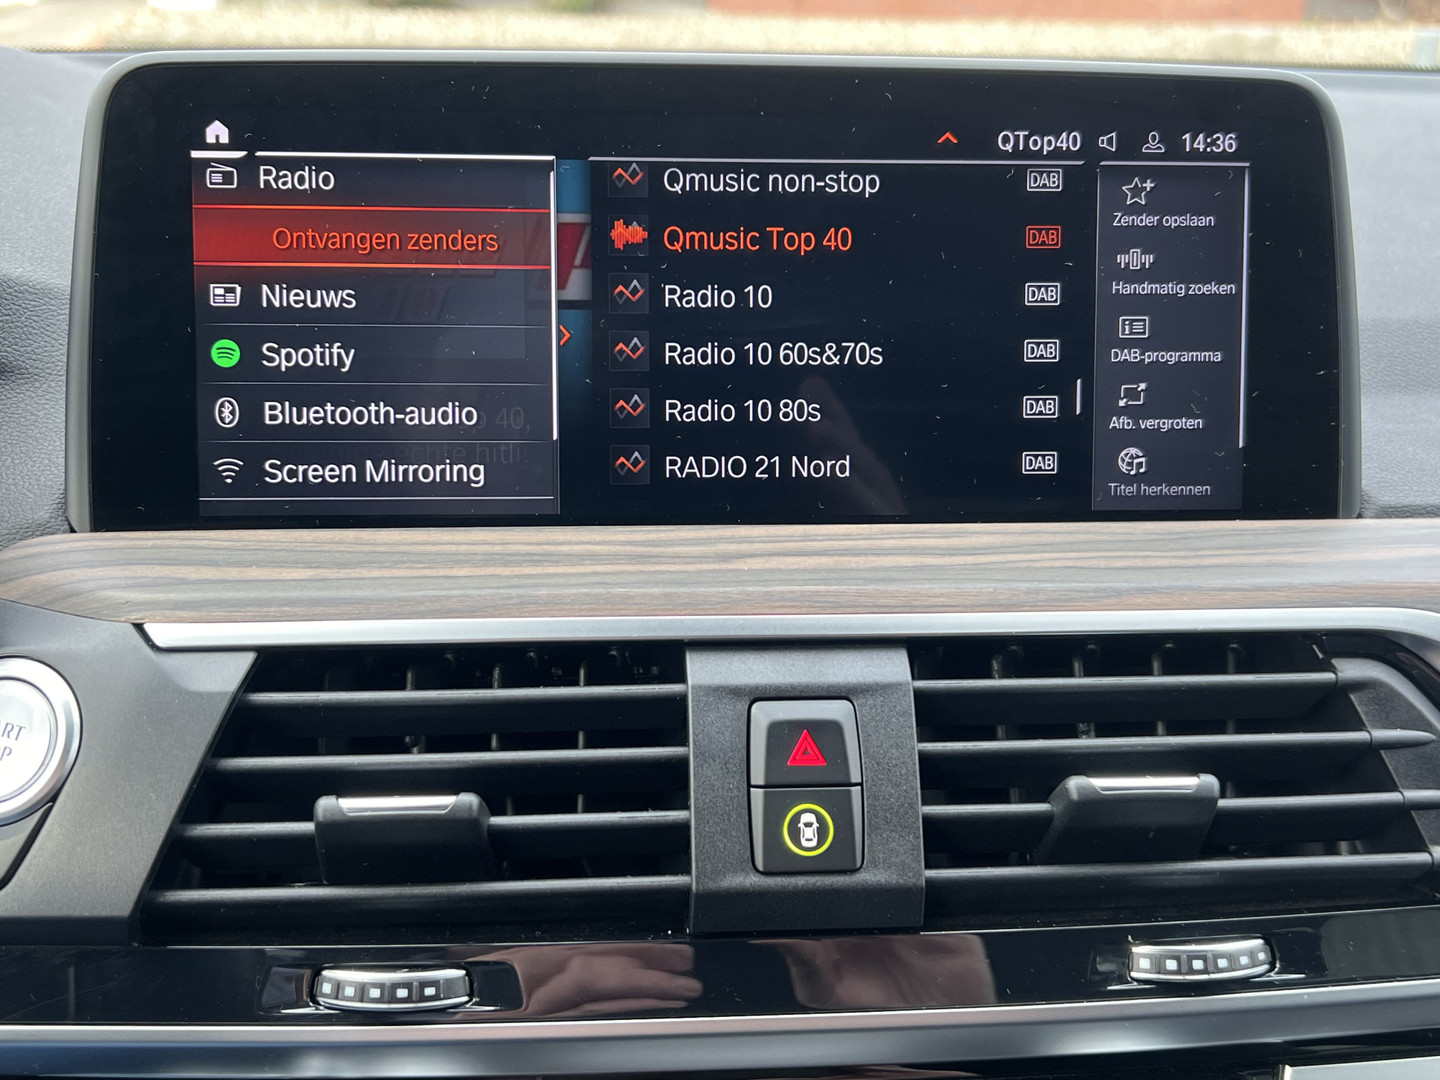 QTop40 14:36
Radio
Ontvangen zenders
Nieuws
Spotify
Bluetooth-audio
Screen Mirroring
Qmusic non-stop DAB
Qmusic Top 40 DAB
Radio 10 DAB
Radio 10 60s&70s DAB
Radio 10 80s DAB
RADIO 21 Nord DAB
Zender opslaan
Handmatig zoeken
DAB-programma
Afb. vergroten
Titel herkennen